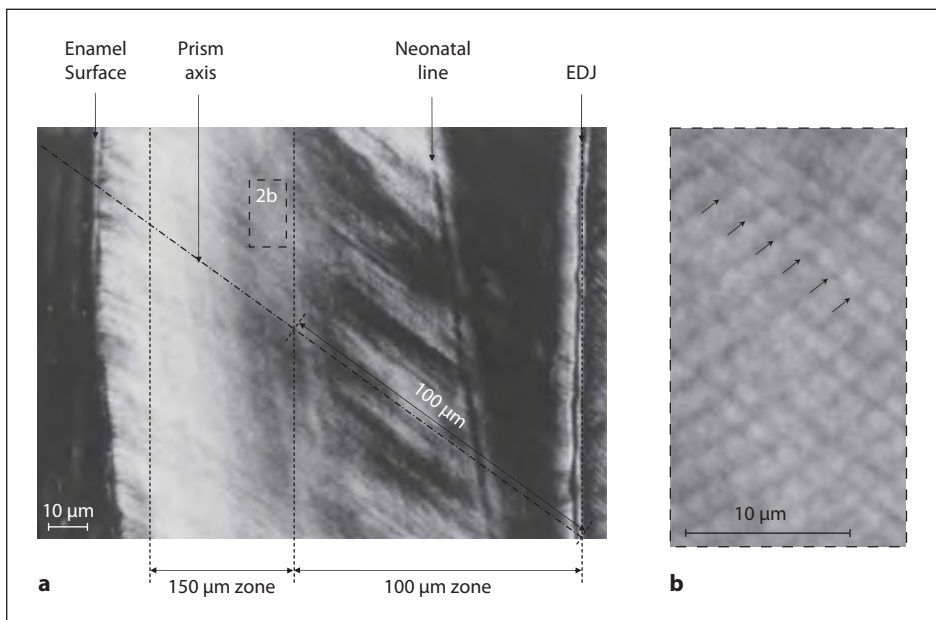 Enamel
Surface
Prism
axis
Neonatal
line
EDJ
2b
100 µm
10 µm
10 µm
a
150 µm zone
100 µm zone
b